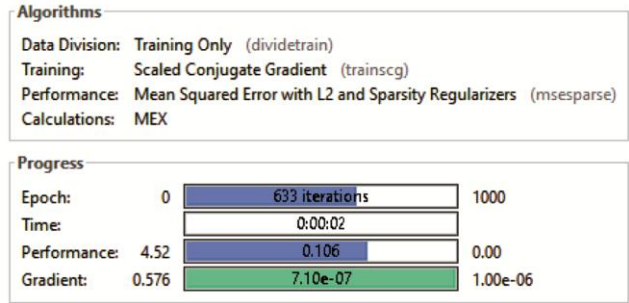 Algorithms
Data Division: Training Only (dividetrain)
Training: Scaled Conjugate Gradient (trainscg)
Performance: Mean Squared Error with L2 and Sparsity Regularizers (msesparse)
Calculations: MEX
Progress
Epoch: 0 633 iterations 1000
Time: 0:00:02
Performance: 4.52 0.106 0.00
Gradient: 0.576 7.10e-07 1.00e-06